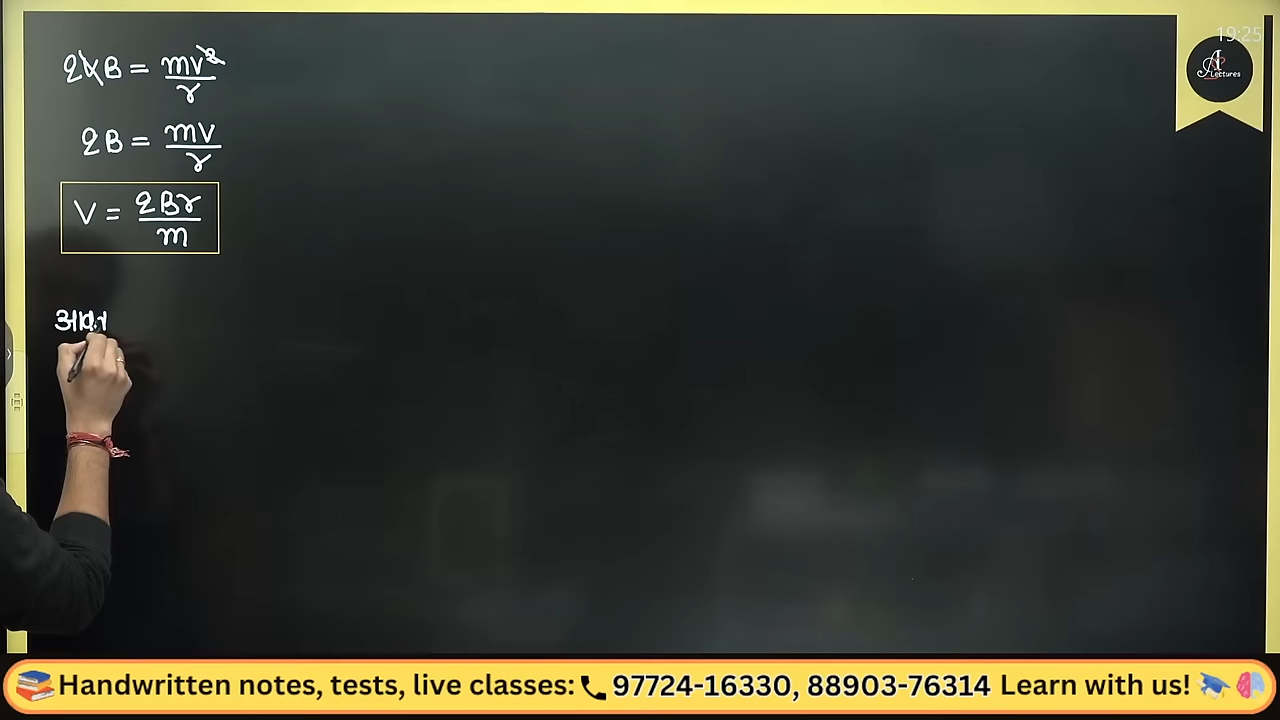 qvB = mv²/r
19:25
A Lectures
qB = mv/r
V = qBr/m
Handwritten notes, tests, live classes: 97724-16330, 88903-76314 Learn with us!